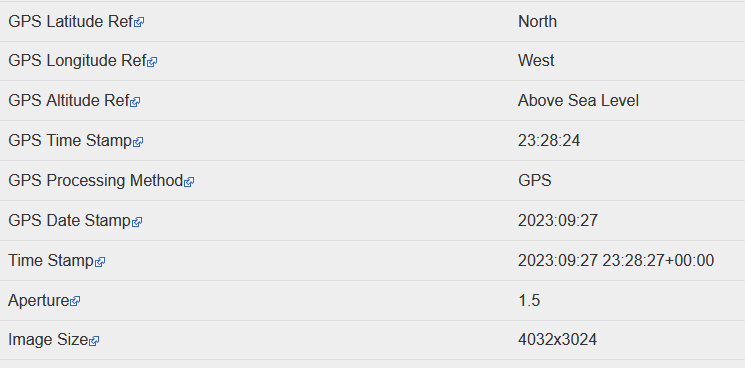 GPS Latitude Ref North
GPS Longitude Ref West
GPS Altitude Ref Above Sea Level
GPS Time Stamp 23:28:24
GPS Processing Method GPS
GPS Date Stamp 2023:09:27
Time Stamp 2023:09:27 23:28:27+00:00
Aperture 1.5
Image Size 4032x3024